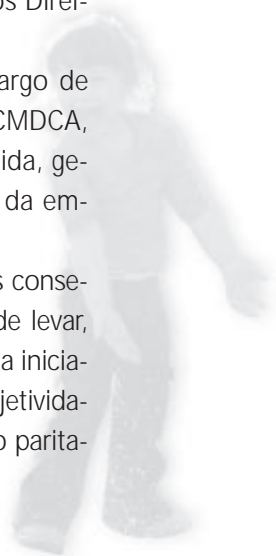 os Direi-
argo de
CMDCA,
ida, ge-
da em-
s conse-
de levar,
a inicia-
jetivida-
o parita-